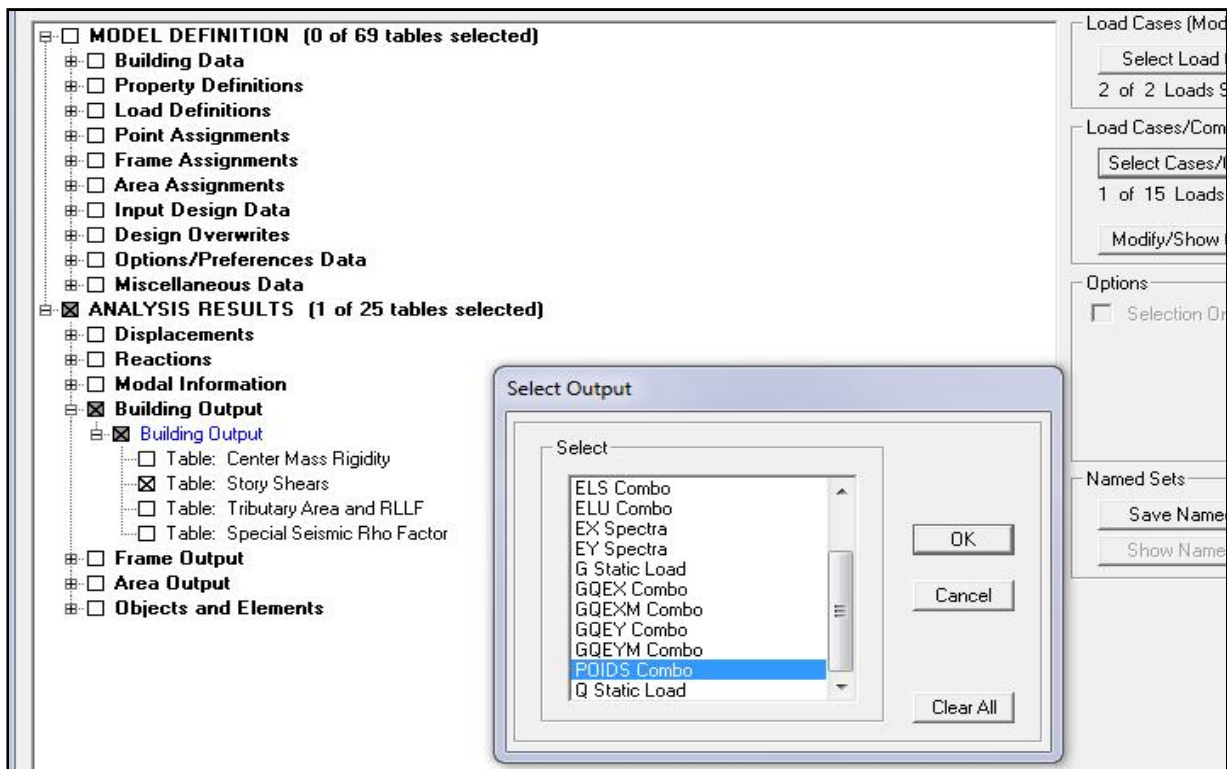 MODEL DEFINITION (0 of 69 tables selected)
Building Data
Property Definitions
Load Definitions
Point Assignments
Frame Assignments
Area Assignments
Input Design Data
Design Overwrites
Options/Preferences Data
Miscellaneous Data
ANALYSIS RESULTS (1 of 25 tables selected)
Displacements
Reactions
Modal Information
Building Output
Building Output
Table: Center Mass Rigidity
Table: Story Shears
Table: Tributary Area and RLLF
Table: Special Seismic Rho Factor
Frame Output
Area Output
Objects and Elements
Select Output
Select
ELS Combo
ELU Combo
EX Spectra
EY Spectra
G Static Load
GQEX Combo
GQEXM Combo
GQEY Combo
GQEYM Combo
POIDS Combo
Q Static Load
OK
Cancel
Clear All
Load Cases (Mod
Select Load
2 of 2 Loads S
Load Cases/Com
Select Cases/
1 of 15 Loads
Modify/Show
Options
Selection On
Named Sets
Save Name
Show Name